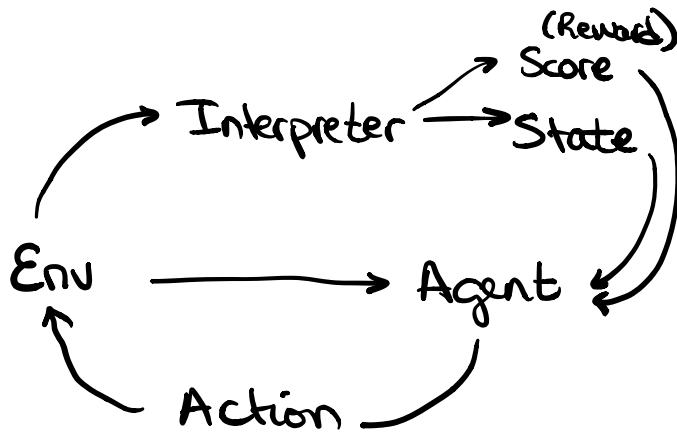 (Reward)
Score
Interpreter
State
Env
Agent
Action